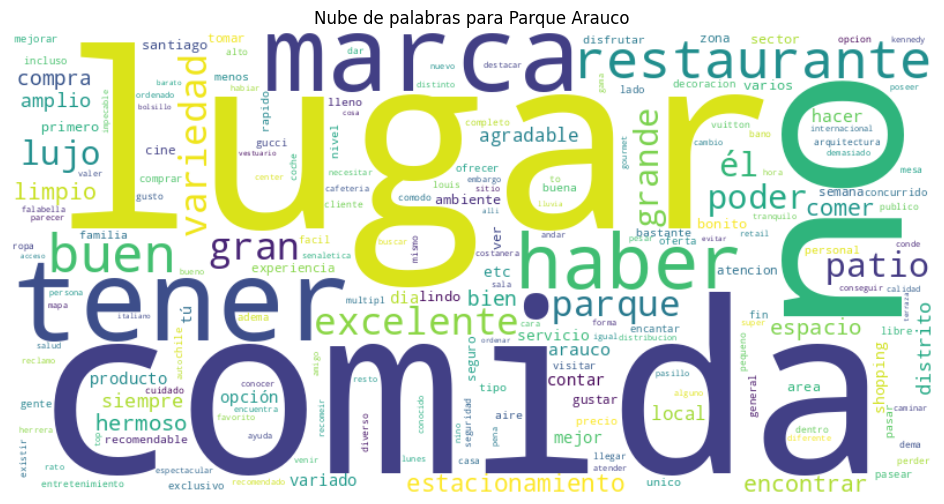 Nube de palabras para Parque Arauco
lugar
comida
no
marca
restaurante
tener
haber
buen
gran
lujo
excelente
parque
poder
él
patio
grande
variedad
limpio
compra
amplio
santiago
mejorar
incluso
tomar
alto
menos
dar
nuevo
destacar
disfrutar
zona
sector
opcion
kennedy
lado
decoracion
varios
poseer
barato
ordenado
bolsillo
habiar
rapido
lleno
cosa
distinto
completo
agradable
hacer
internacional
arquitectura
demasiado
primero
impecable
cine
gucci
vestuario
nivel
vuitton
bano
cambio
gourmet
gana
hora
mesa
valer
comprar
center
coche
necesitar
ofrecer
embargo
to
cafeteria
sitio
louis
buena
ambiente
cliente
comodo
alli
lluvia
tranquilo
semana
concurrido
comer
publico
falabella
parecer
gusto
ropa
acceso
familia
facil
senaletica
experiencia
bueno
buscar
mismo
ver
andar
costanera
etc
sala
bien
lindo
dia
bastante
pesar
oferta
evitar
bonito
retail
personal
conde
conseguir
calidad
terraza
persona
mapa
italiano
tú
adema
multipl
cara
forma
igual
distribucion
encantar
servicio
atencion
fin
super
espacio
libre
distrito
salud
reclamo
autochile
amigo
ordenar
seguro
arauco
visitar
pasillo
pequeno
shopping
producto
conocer
cuidado
opción
encuentra
favorito
siempre
gente
hermoso
herrera
recomendable
top
ayuda
resto
conocido
tipo
contar
gustar
precio
local
algunu
area
general
pasar
caminar
existir
diverso
recomeir
nino
seguridad
pena
aire
mejor
diferente
dentro
dema
perder
rato
espectacular
venir
lunes
casa
llegar
atender
entretenimiento
exclusivo
recomendado
variado
estacionamiento
unico
encontrar
pasear